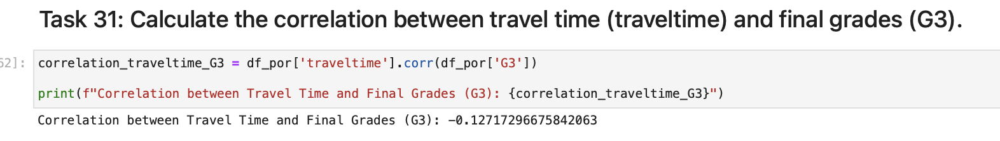 Task 31: Calculate the correlation between travel time (traveltime) and final grades (G3).
62]: correlation_traveltime_G3 = df_por['traveltime'].corr(df_por['G3'])
print(f"Correlation between Travel Time and Final Grades (G3): {correlation_traveltime_G3}")
Correlation between Travel Time and Final Grades (G3): -0.12717296675842063